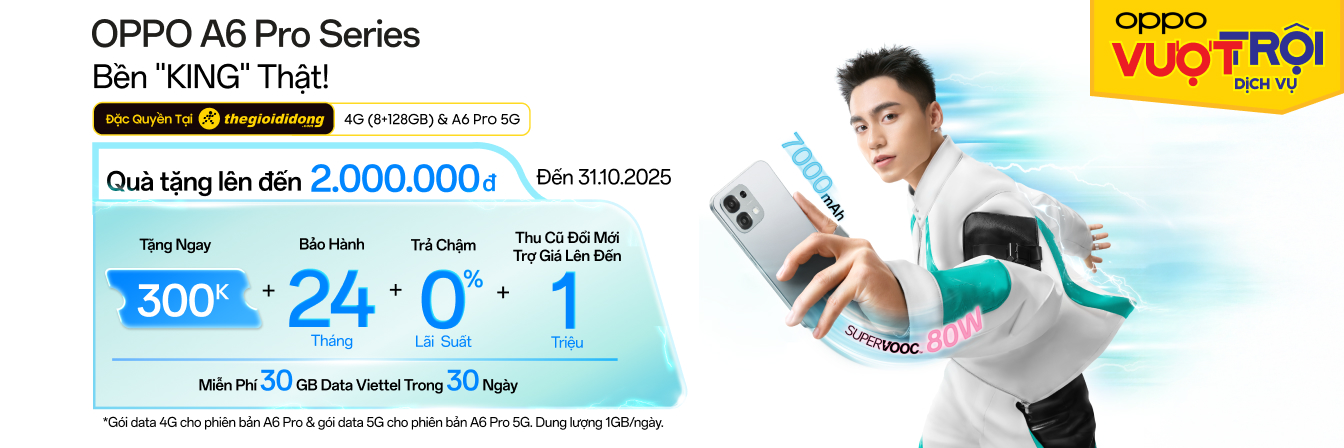 OPPO A6 Pro Series
Bền "KING" Thật!
Đặc Quyền Tại thegioididong.com 4G (8+128GB) & A6 Pro 5G
Quà tặng lên đến 2.000.000đ
Đến 31.10.2025
Tặng Ngay
300K
+
Bảo Hành
24
Tháng
+
Trả Chậm
0%
Lãi Suất
+
Thu Cũ Đổi Mới
Trợ Giá Lên Đến
1
Triệu
Miễn Phí 30 GB Data Viettel Trong 30 Ngày
*Gói data 4G cho phiên bản A6 Pro & gói data 5G cho phiên bản A6 Pro 5G. Dung lượng 1GB/ngày.
7000mAh
SUPERVOOC™ 80W
oppo
VƯỢT TRỘI
DỊCH VỤ